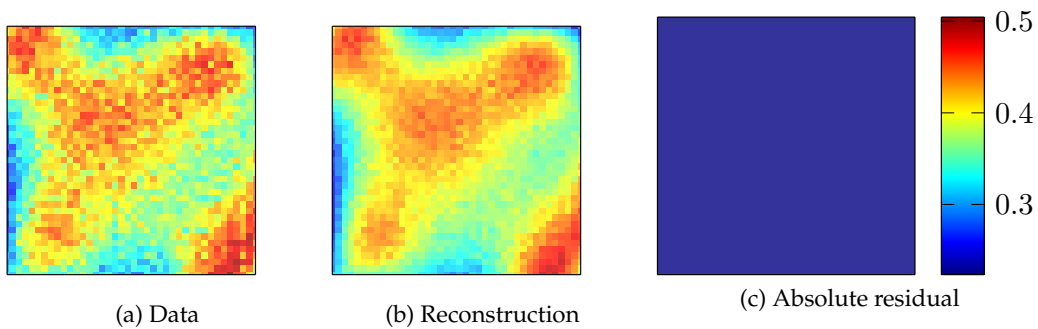 0.5
0.4
0.3
(a) Data
(b) Reconstruction
(c) Absolute residual